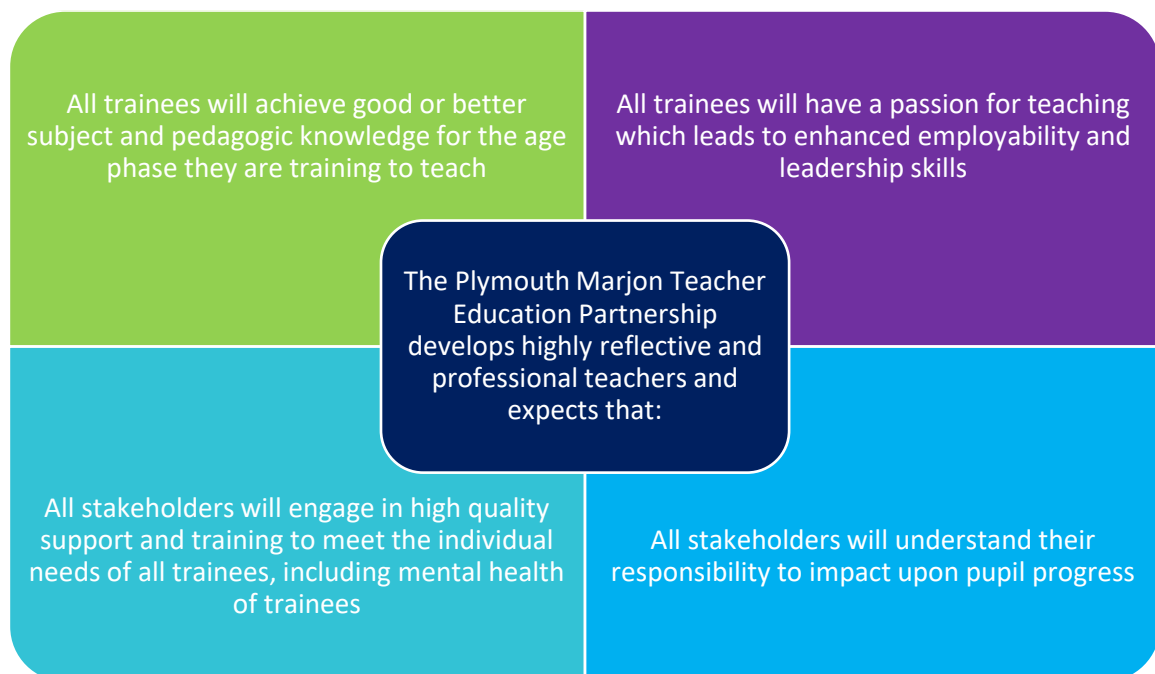 All trainees will achieve good or better
subject and pedagogic knowledge for the age
phase they are training to teach
All trainees will have a passion for teaching
which leads to enhanced employability and
leadership skills
The Plymouth Marjon Teacher
Education Partnership
develops highly reflective and
professional teachers and
expects that:
All stakeholders will engage in high quality
support and training to meet the individual
needs of all trainees, including mental health
of trainees
All stakeholders will understand their
responsibility to impact upon pupil progress